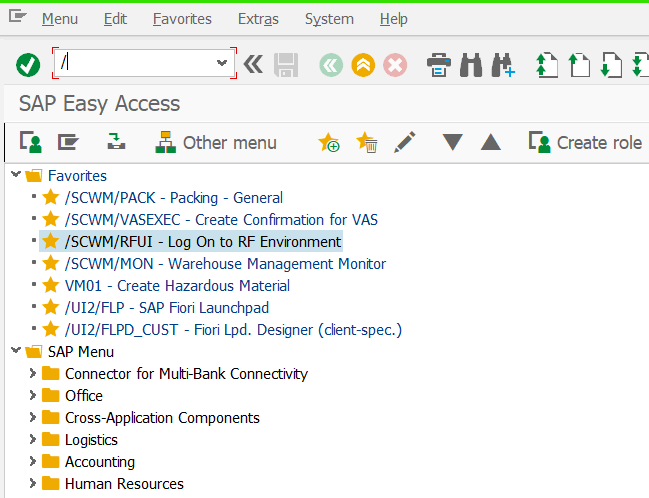 Menu Edit Favorites Extras System Help
/
SAP Easy Access
Other menu Create role
Favorites
/SCWM/PACK - Packing - General
/SCWM/VASEXEC - Create Confirmation for VAS
/SCWM/RFUI - Log On to RF Environment
/SCWM/MON - Warehouse Management Monitor
VM01 - Create Hazardous Material
/UI2/FLP - SAP Fiori Launchpad
/UI2/FLPD_CUST - Fiori Lpd. Designer (client-spec.)
SAP Menu
Connector for Multi-Bank Connectivity
Office
Cross-Application Components
Logistics
Accounting
Human Resources